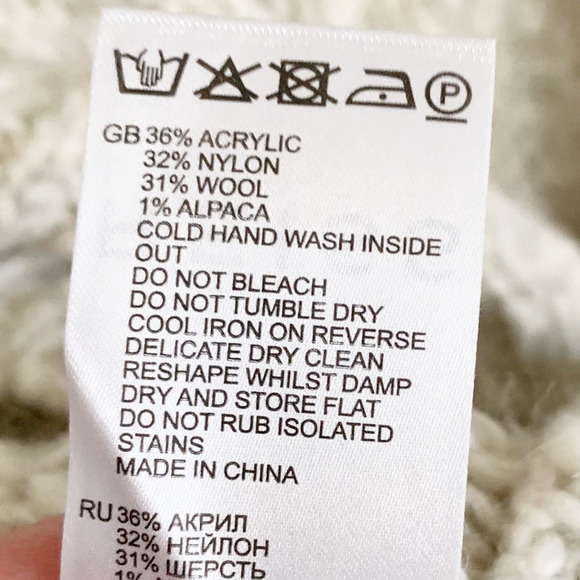 P
GB 36% ACRYLIC
32% NYLON
31% WOOL
1% ALPACA
COLD HAND WASH INSIDE
OUT
DO NOT BLEACH
DO NOT TUMBLE DRY
COOL IRON ON REVERSE
DELICATE DRY CLEAN
RESHAPE WHILST DAMP
DRY AND STORE FLAT
DO NOT RUB ISOLATED
STAINS
MADE IN CHINA
RU 36% АКРИЛ
32% НЕЙЛОН
31% ШЕРСТЬ
1%